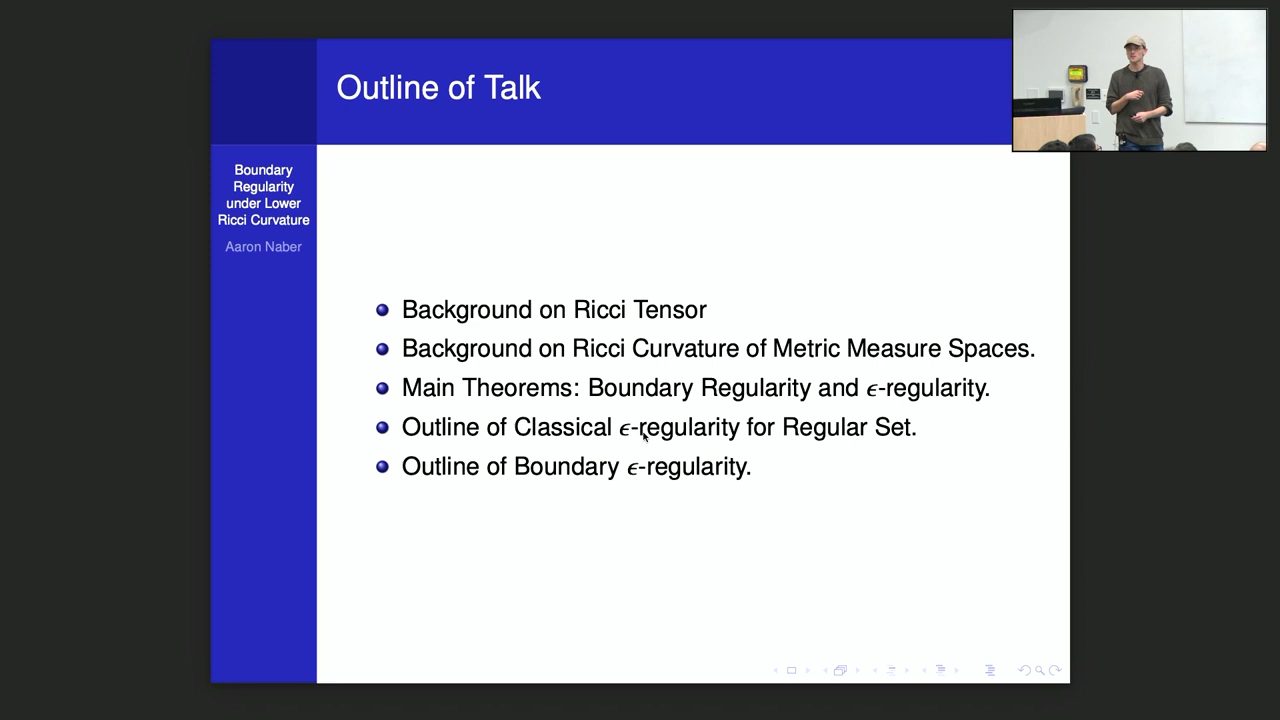 Outline of Talk
Boundary
Regularity
under Lower
Ricci Curvature
Aaron Naber
Background on Ricci Tensor
Background on Ricci Curvature of Metric Measure Spaces.
Main Theorems: Boundary Regularity and ϵ-regularity.
Outline of Classical ϵ-regularity for Regular Set.
Outline of Boundary ϵ-regularity.